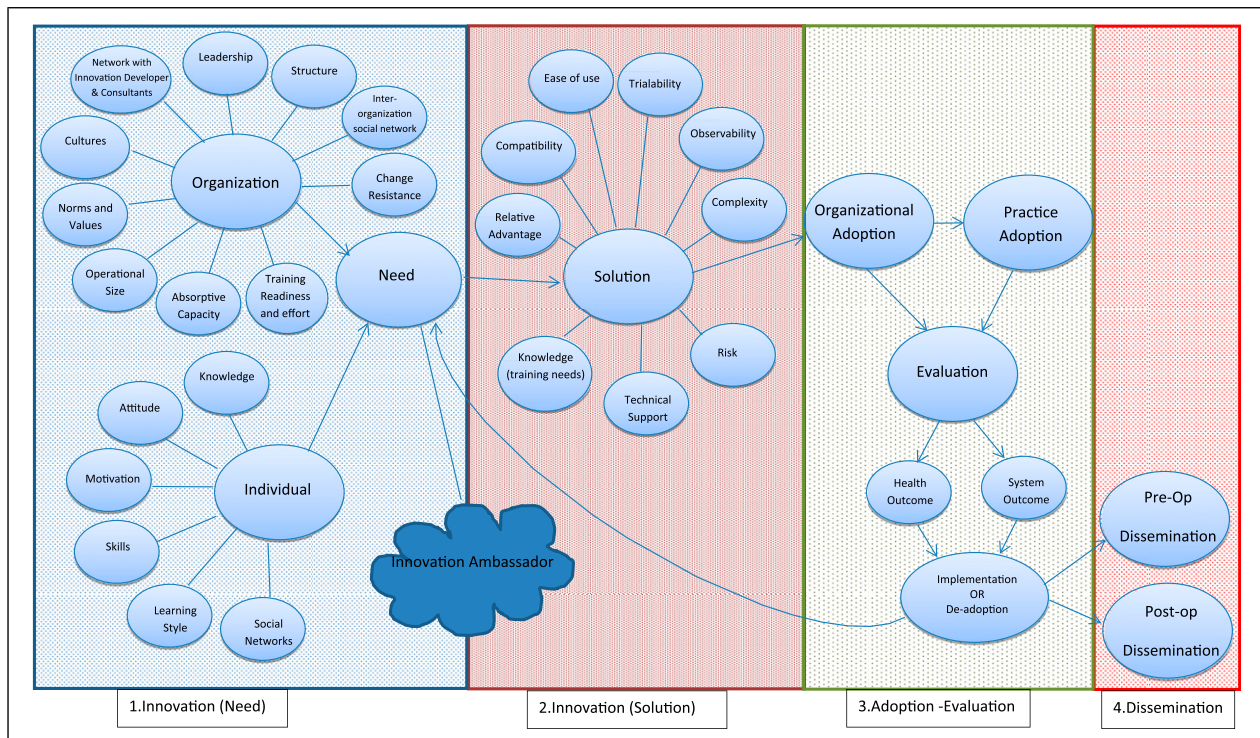 Network with
Innovation Developer
& Consultants
Leadership
Structure
Inter-
organization
social network
Cultures
Organization
Change
Resistance
Norms and
Values
Operational
Size
Absorptive
Capacity
Training
Readiness
and effort
Need
Knowledge
Attitude
Motivation
Individual
Skills
Learning
Style
Social
Networks
Innovation Ambassador
Ease of use
Trialability
Observability
Compatibility
Complexity
Relative
Advantage
Solution
Knowledge
(training needs)
Technical
Support
Risk
Organizational
Adoption
Practice
Adoption
Evaluation
Health
Outcome
System
Outcome
Implementation
OR
De-adoption
Pre-Op
Dissemination
Post-op
Dissemination
1.Innovation (Need)
2.Innovation (Solution)
3.Adoption -Evaluation
4.Dissemination